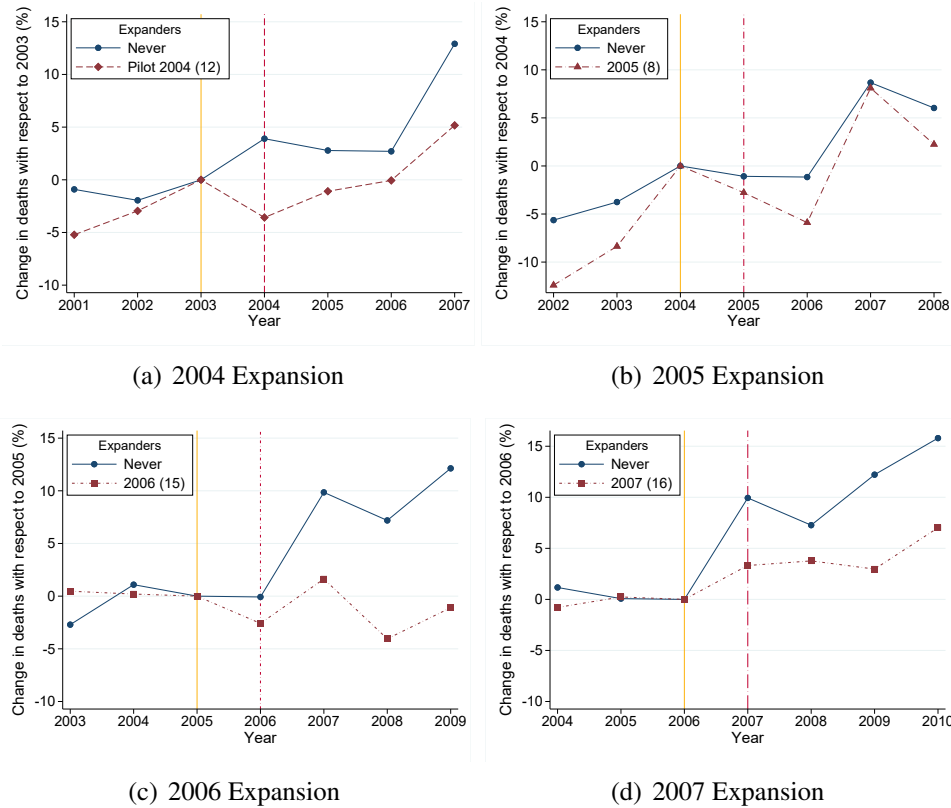 Change in deaths with respect to 2003 (%)
15
10
5
0
-5
-10
Expanders
Never
Pilot 2004 (12)
2001 2002 2003 2004 2005 2006 2007
Year
(a) 2004 Expansion
Change in deaths with respect to 2004 (%)
15
10
5
0
-5
-10
Expanders
Never
2005 (8)
2002 2003 2004 2005 2006 2007 2008
Year
(b) 2005 Expansion
Change in deaths with respect to 2005 (%)
15
10
5
0
-5
-10
Expanders
Never
2006 (15)
2003 2004 2005 2006 2007 2008 2009
Year
(c) 2006 Expansion
Change in deaths with respect to 2006 (%)
15
10
5
0
-5
-10
Expanders
Never
2007 (16)
2004 2005 2006 2007 2008 2009 2010
Year
(d) 2007 Expansion